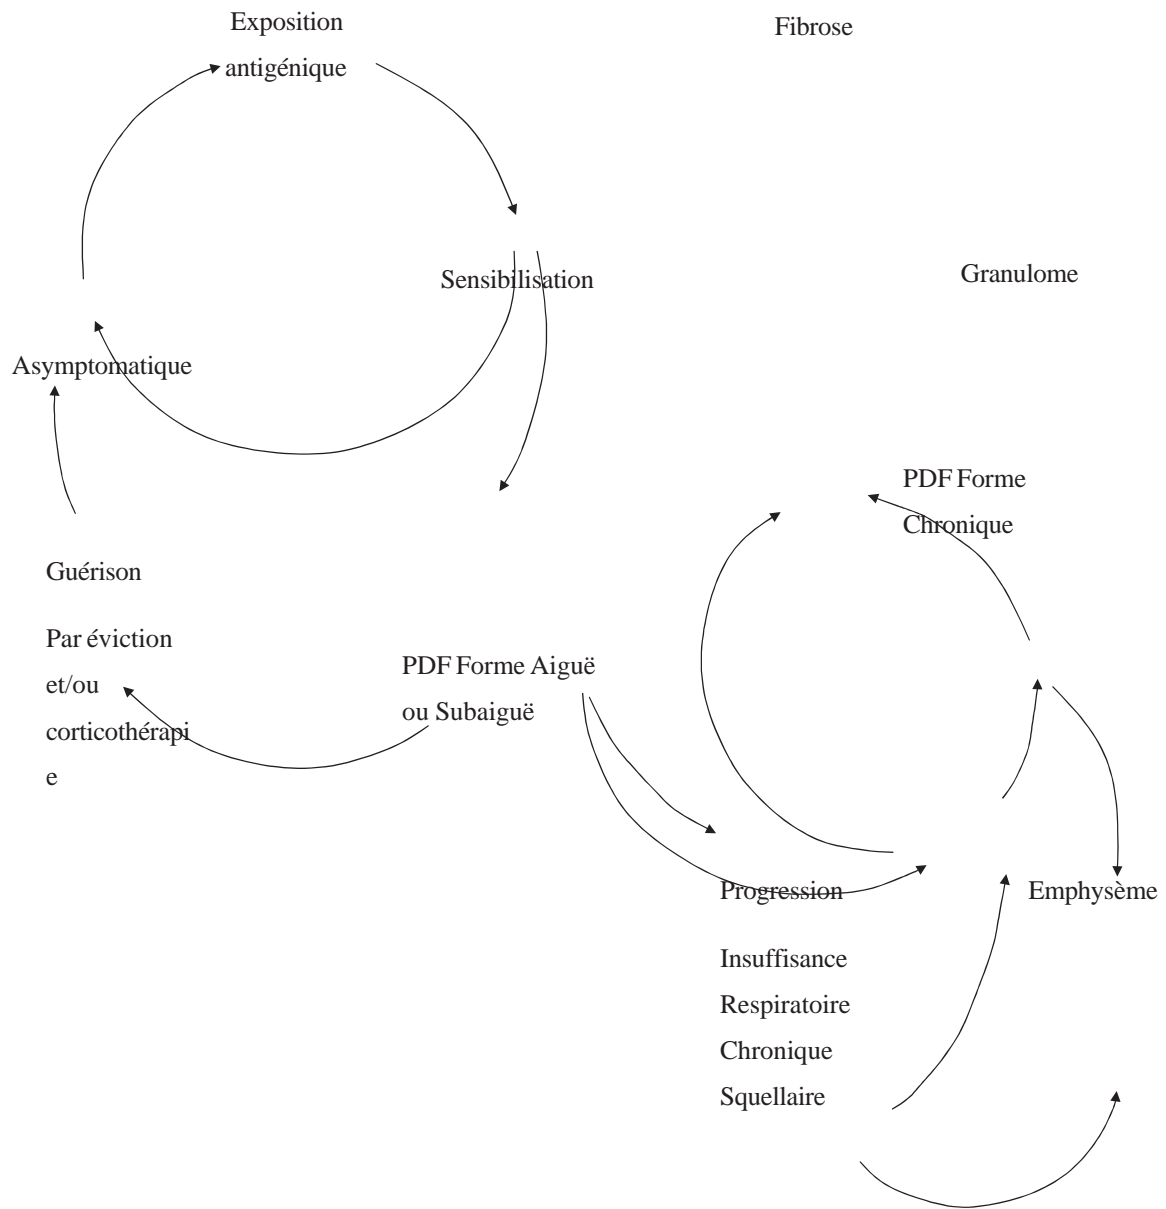 Exposition
antigénique
Fibrose
Sensibilisation
Granulome
Asymptomatique
PDF Forme
Chronique
Guérison
Par éviction
et/ou
corticothérapi
e
PDF Forme Aiguë
ou Subaiguë
Progression
Emphysème
Insuffisance
Respiratoire
Chronique
Squellaire